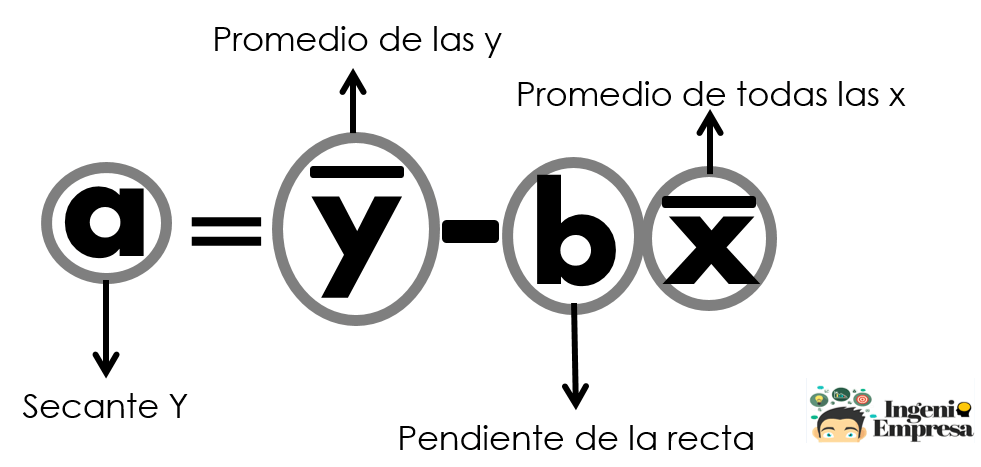 Promedio de las y
Promedio de todas las x
a = y̅ - b x̅
Secante Y
Pendiente de la recta
Ingenio
Empresa